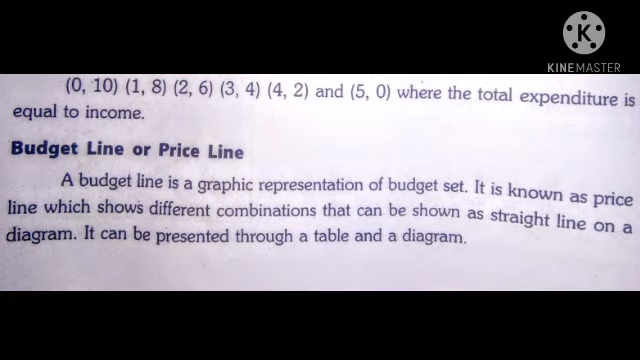 KINEMASTER
(0, 10) (1, 8) (2, 6) (3, 4) (4, 2) and (5, 0) where the total expenditure is
equal to income.
Budget Line or Price Line
A budget line is a graphic representation of budget set. It is known as price
line which shows different combinations that can be shown as straight line on a
diagram. It can be presented through a table and a diagram.